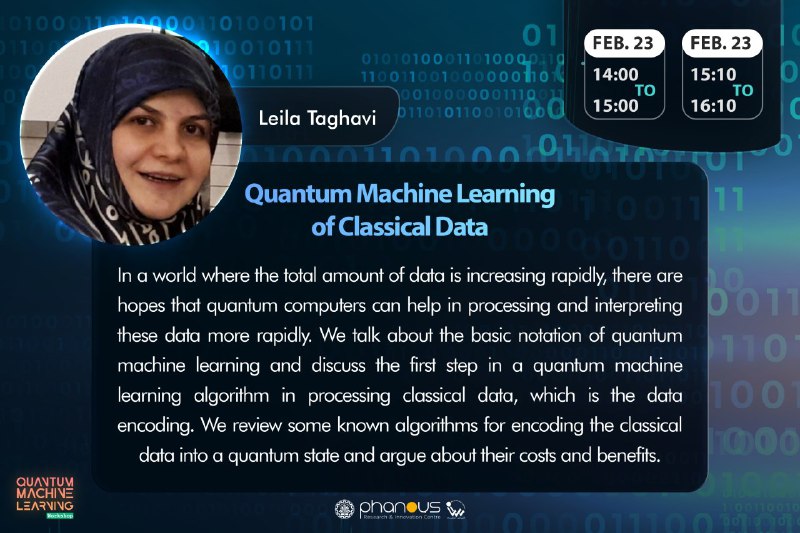 FEB. 23
14:00
TO
15:00
FEB. 23
15:10
TO
16:10
Leila Taghavi
Quantum Machine Learning
of Classical Data
In a world where the total amount of data is increasing rapidly, there are
hopes that quantum computers can help in processing and interpreting
these data more rapidly. We talk about the basic notation of quantum
machine learning and discuss the first step in a quantum machine
learning algorithm in processing classical data, which is the data
encoding. We review some known algorithms for encoding the classical
data into a quantum state and argue about their costs and benefits.
QUANTUM
MACHINE
LEARNING
Workshop
phanous
Research & Innovation Centre